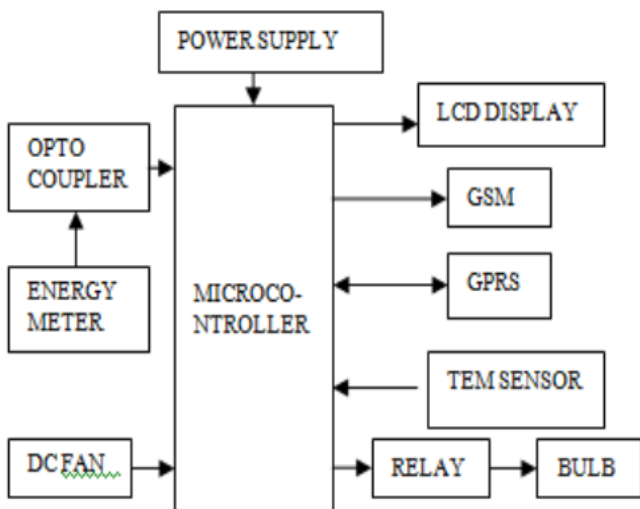 POWER SUPPLY
LCD DISPLAY
OPTO
COUPLER
GSM
ENERGY
METER
MICROCO-
NTROLLER
GPRS
TEM SENSOR
DC FAN
RELAY
BULB